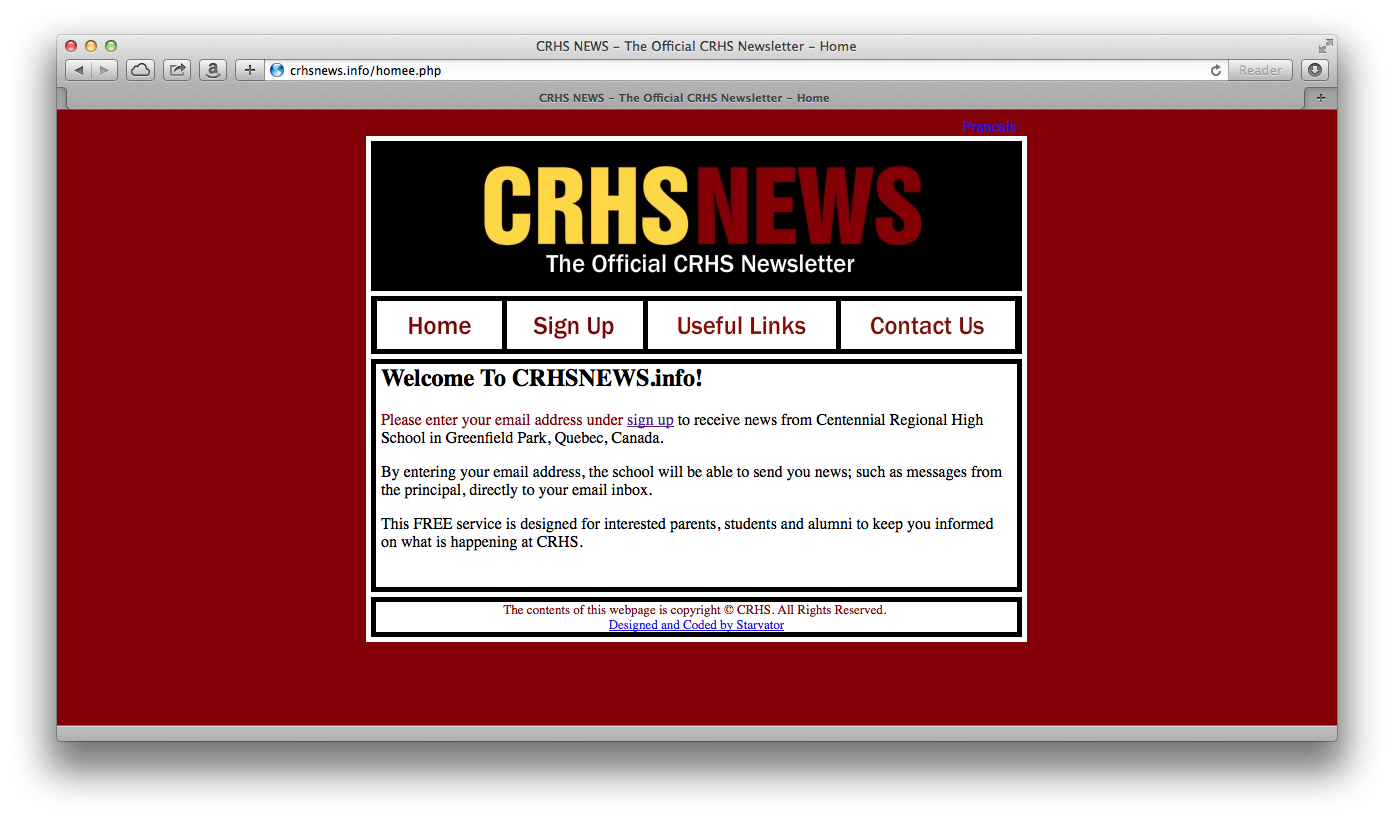 CRHS NEWS – The Official CRHS Newsletter – Home
crhsnews.info/homee.php
Reader
CRHS NEWS – The Official CRHS Newsletter – Home
Francais
CRHSNEWS
The Official CRHS Newsletter
Home Sign Up Useful Links Contact Us
Welcome To CRHSNEWS.info!
Please enter your email address under sign up to receive news from Centennial Regional High
School in Greenfield Park, Quebec, Canada.
By entering your email address, the school will be able to send you news; such as messages from
the principal, directly to your email inbox.
This FREE service is designed for interested parents, students and alumni to keep you informed
on what is happening at CRHS.
The contents of this webpage is copyright © CRHS. All Rights Reserved.
Designed and Coded by Starvator